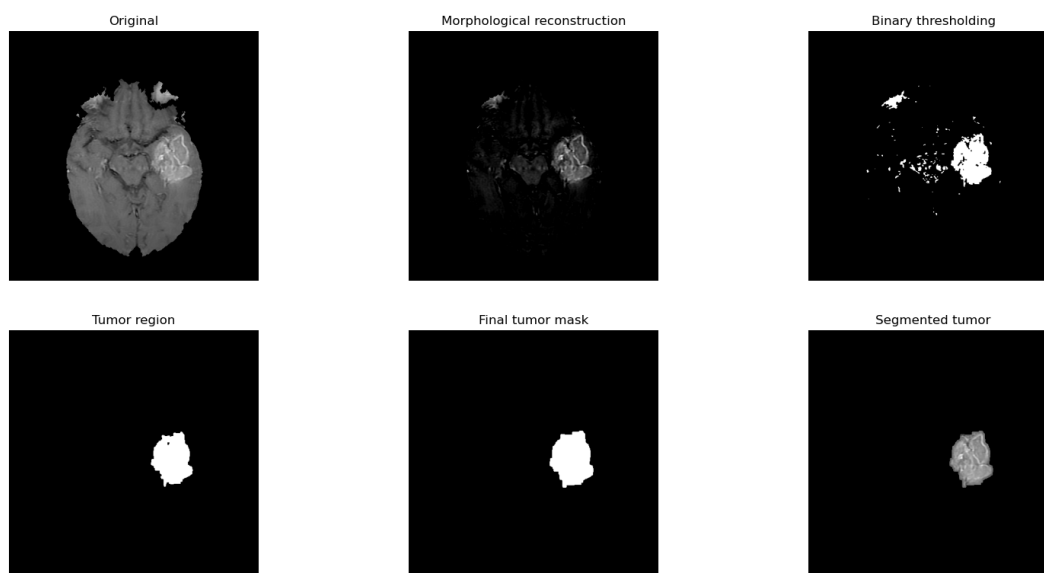 Original
Morphological reconstruction
Binary thresholding
Tumor region
Final tumor mask
Segmented tumor